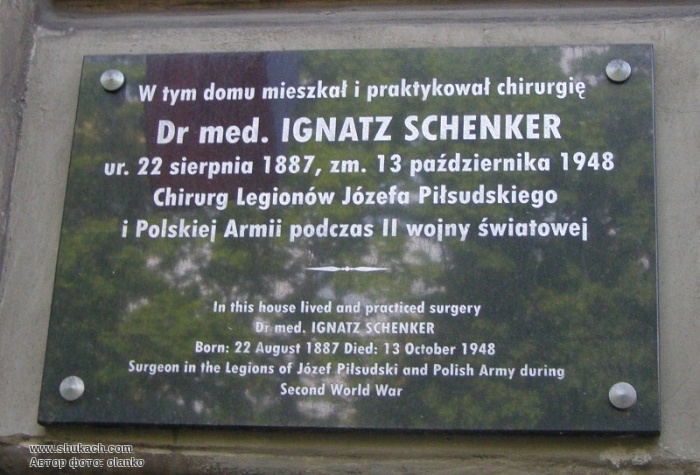 W tym domu mieszkał i praktykował chirurgię
Dr med. IGNATZ SCHENKER
ur. 22 sierpnia 1887, zm. 13 października 1948
Chirurg Legionów Józefa Piłsudskiego
i Polskiej Armii podczas II wojny światowej
In this house lived and practiced surgery
Dr med. IGNATZ SCHENKER
Born: 22 August 1887 Died: 13 October 1948
Surgeon in the Legions of Józef Piłsudski and Polish Army during
Second World War
www.shukach.com
Автор фото: olanko